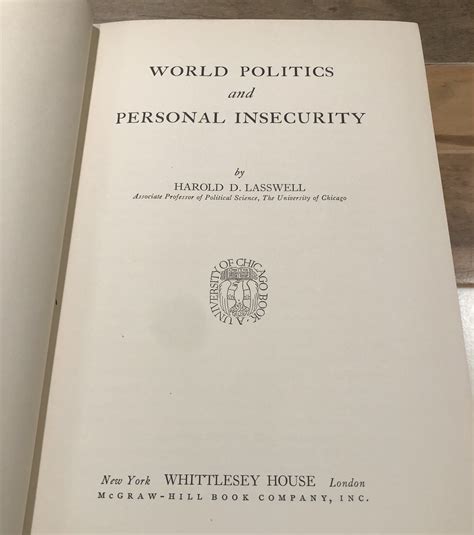 WORLD POLITICS
and
PERSONAL INSECURITY
by
HAROLD D. LASSWELL
Associate Professor of Political Science, The University of Chicago
A UNIVERSITY OF CHICAGO BOOK
New York WHITTLESEY HOUSE London
McGRAW-HILL BOOK COMPANY, INC.